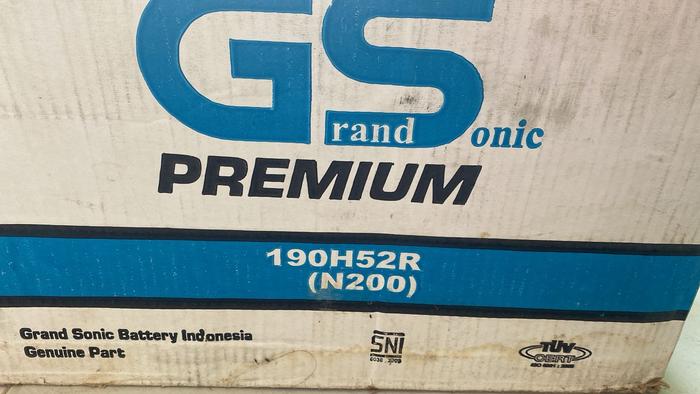 GS
Grand Sonic
PREMIUM
190H52R
(N200)
Grand Sonic Battery Indonesia
Genuine Part
SNI
TÜV
CERT